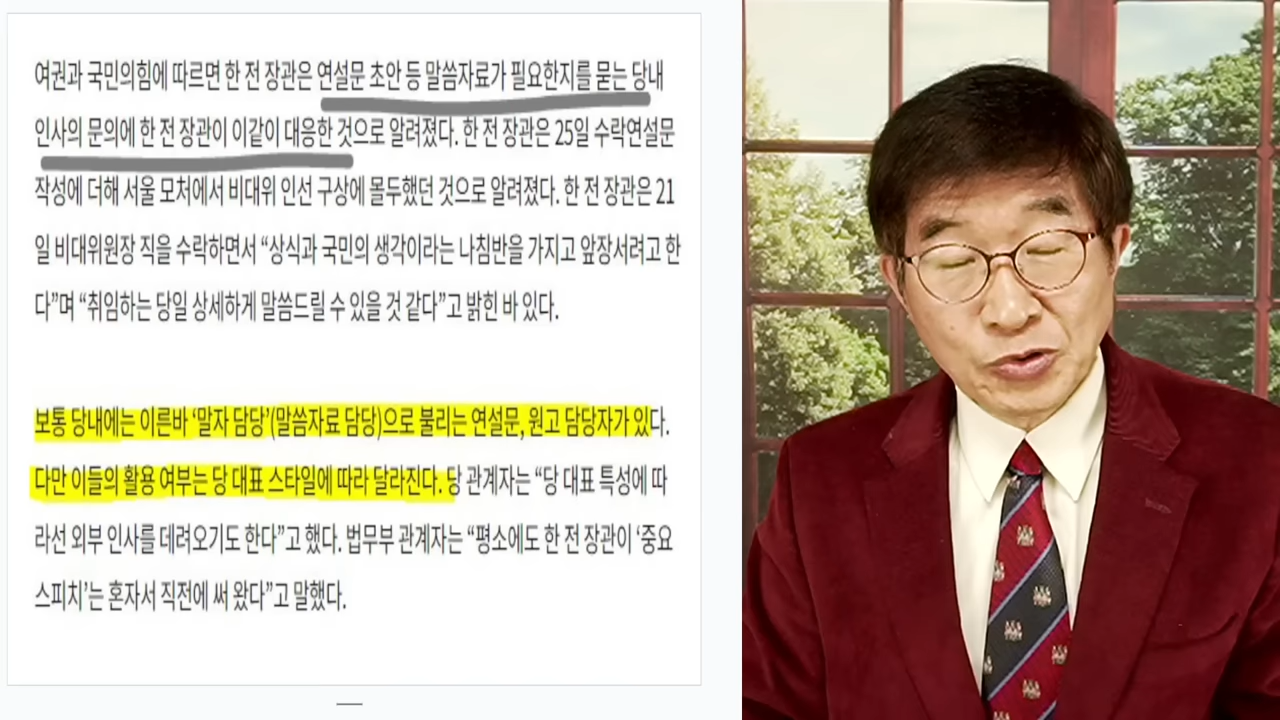 여권과 국민의힘에 따르면 한 전 장관은 연설문 초안 등 말씀자료가 필요한지를 묻는 당내
인사의 문의에 한 전 장관이 이같이 대응한 것으로 알려졌다. 한 전 장관은 25일 수락연설문
작성에 더해 서울 모처에서 비대위 인선 구상에 몰두했던 것으로 알려졌다. 한 전 장관은 21
일 비대위원장 직을 수락하면서 “상식과 국민의 생각이라는 나침반을 가지고 앞장서려고 한
다”며 “취임하는 당일 상세하게 말씀드릴 수 있을 것 같다”고 밝힌 바 있다.
보통 당내에는 이른바 ‘말자 담당’(말씀자료 담당)으로 불리는 연설문, 원고 담당자가 있다.
다만 이들의 활용 여부는 당 대표 스타일에 따라 달라진다. 당 관계자는 “당 대표 특성에 따
라선 외부 인사를 데려오기도 한다”고 했다. 법무부 관계자는 “평소에도 한 전 장관이 ‘중요
스피치’는 혼자서 직전에 써 왔다”고 말했다.